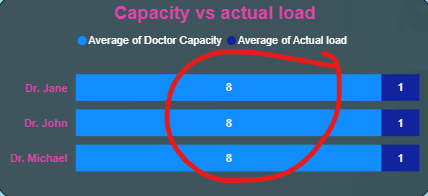 Capacity vs actual load
Average of Doctor Capacity Average of Actual load
Dr. Jane 8 1
Dr. John 8 1
Dr. Michael 8 1